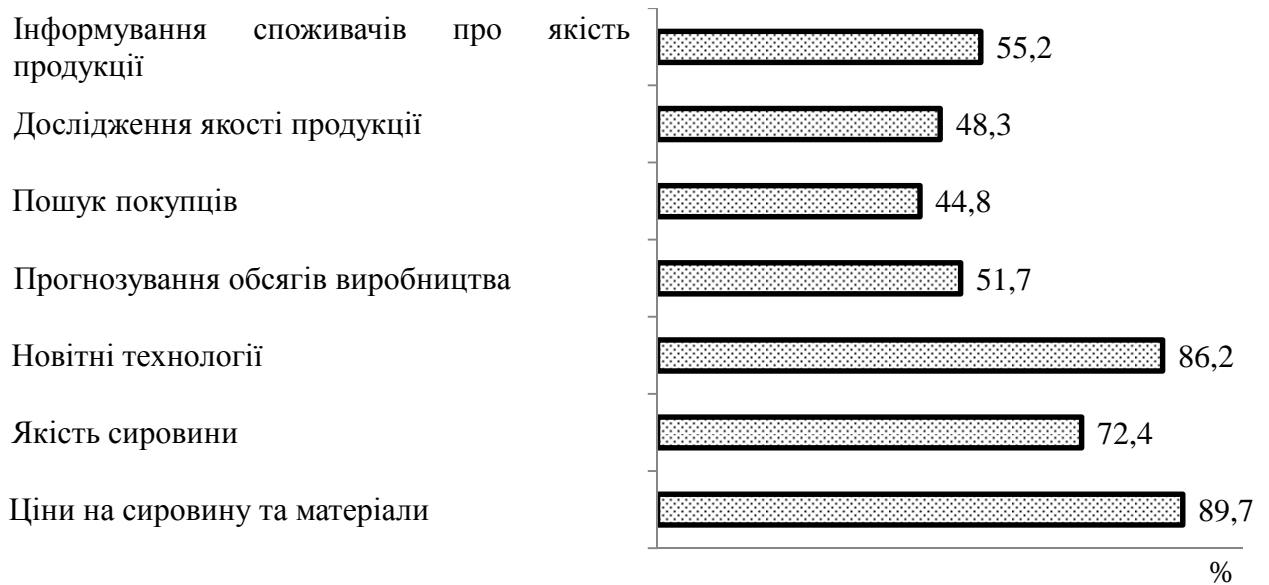 Інформування споживачів про якість
продукції
55,2
Дослідження якості продукції
48,3
Пошук покупців
44,8
Прогнозування обсягів виробництва
51,7
Новітні технології
86,2
Якість сировини
72,4
Ціни на сировину та матеріали
89,7
%